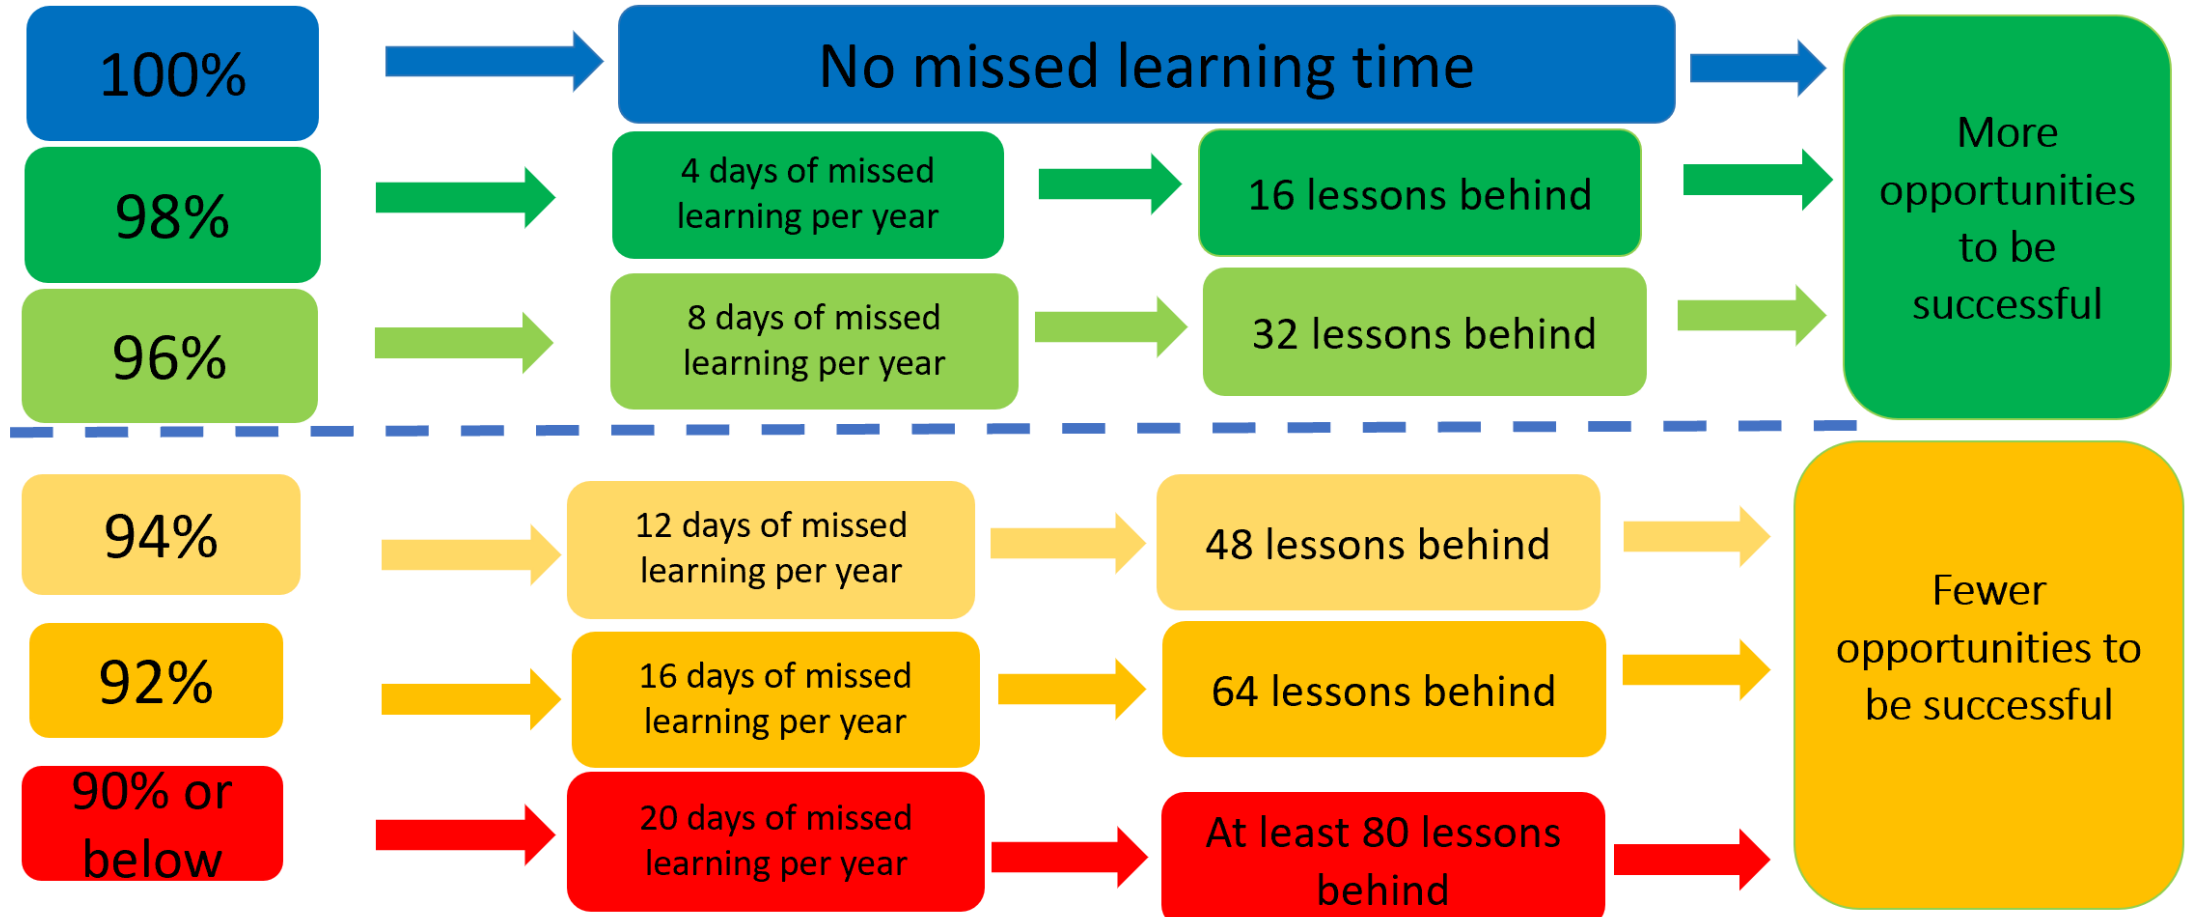 100%
No missed learning time
98%
4 days of missed
learning per year
16 lessons behind
96%
8 days of missed
learning per year
32 lessons behind
More
opportunities
to be
successful
94%
12 days of missed
learning per year
48 lessons behind
92%
16 days of missed
learning per year
64 lessons behind
90% or
below
20 days of missed
learning per year
At least 80 lessons
behind
Fewer
opportunities to
be successful